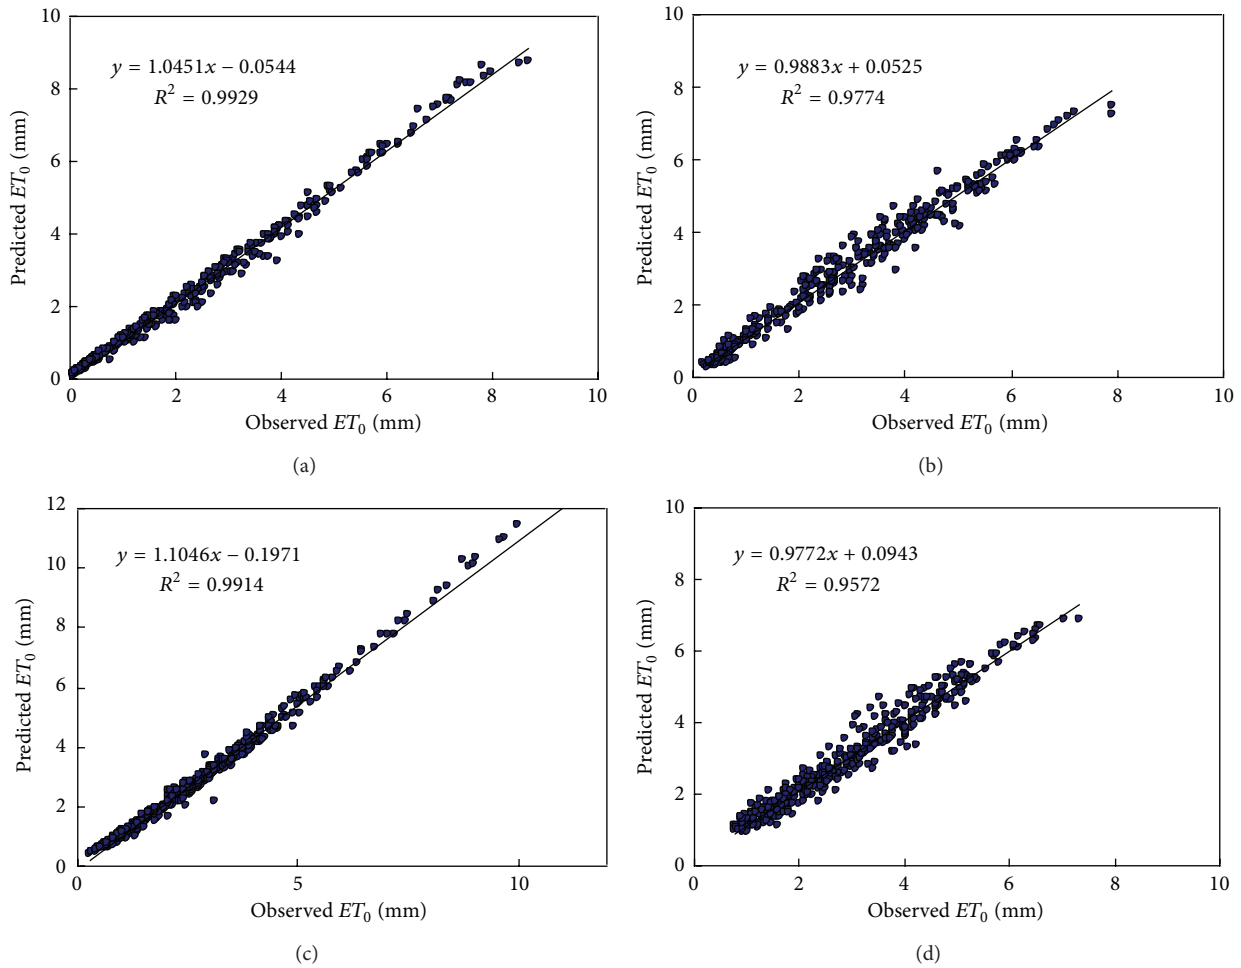 10
8
6
4
2
0
Predicted ET₀ (mm)
y = 1.0451x − 0.0544
R² = 0.9929
0 2 4 6 8 10
Observed ET₀ (mm)
(a)
10
8
6
4
2
0
Predicted ET₀ (mm)
y = 0.9883x + 0.0525
R² = 0.9774
0 2 4 6 8 10
Observed ET₀ (mm)
(b)
12
10
8
6
4
2
0
Predicted ET₀ (mm)
y = 1.1046x − 0.1971
R² = 0.9914
0 5 10
Observed ET₀ (mm)
(c)
10
8
6
4
2
0
Predicted ET₀ (mm)
y = 0.9772x + 0.0943
R² = 0.9572
0 2 4 6 8 10
Observed ET₀ (mm)
(d)